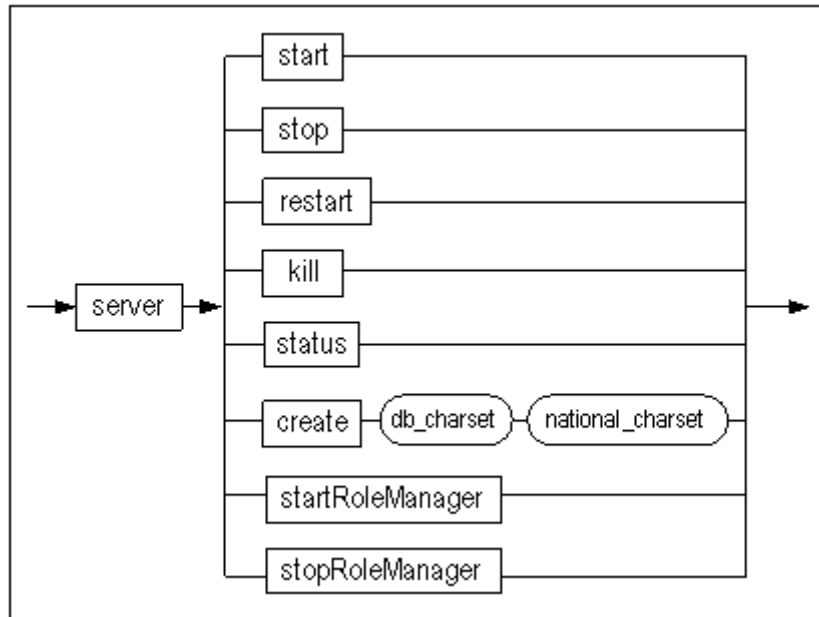 start
stop
restart
kill
server
status
create db_charset national_charset
startRoleManager
stopRoleManager